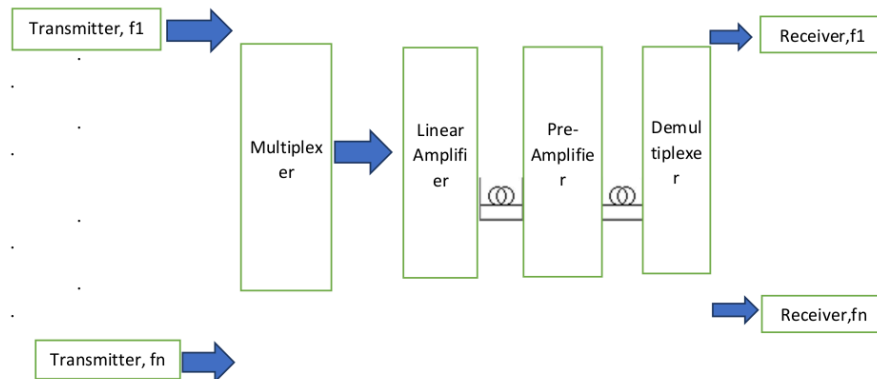 Transmitter, f1
Receiver,f1
Multiplex
er
Linear
Amplifi
er
Pre-
Amplifie
r
Demul
tiplexe
r
Transmitter, fn
Receiver,fn